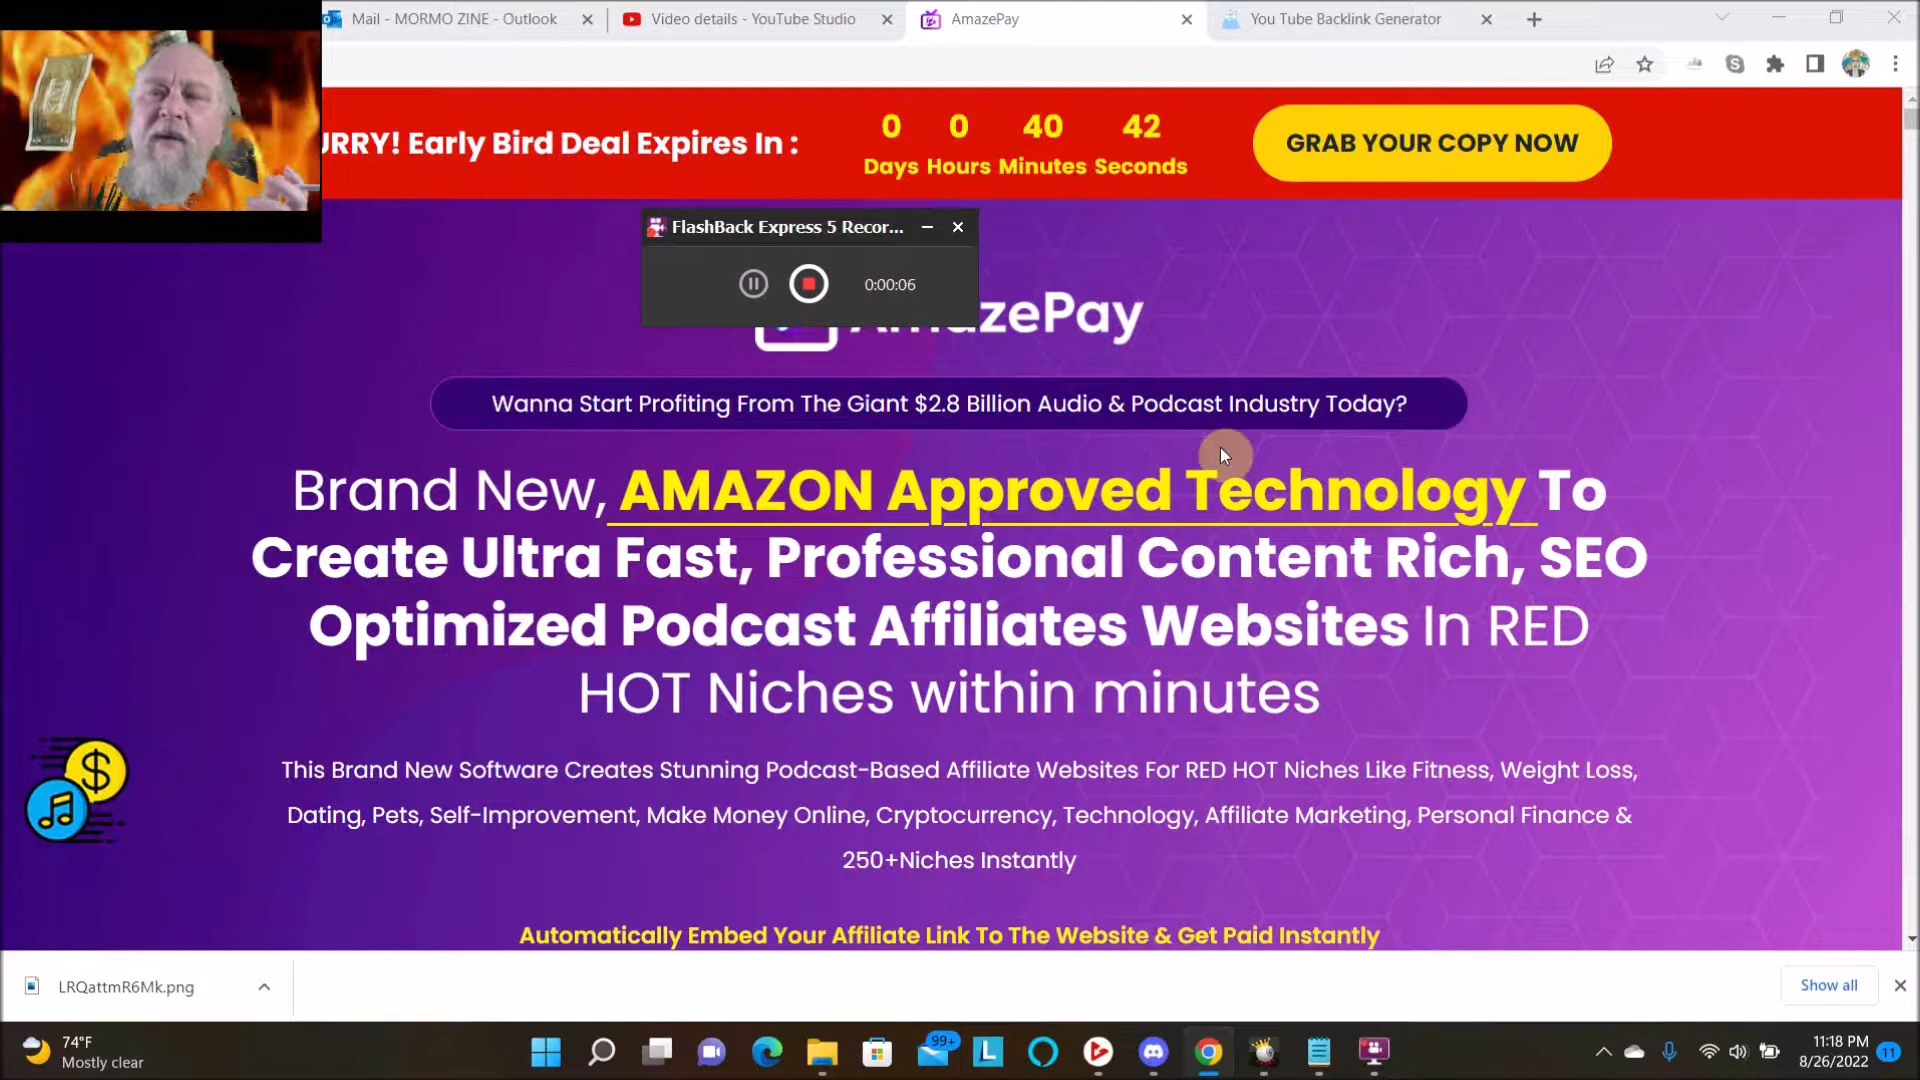 Mail - MORMO ZINE - Outlook
Video details - YouTube Studio
AmazePay
You Tube Backlink Generator
URRY! Early Bird Deal Expires In :
0 0 40 42
Days Hours Minutes Seconds
GRAB YOUR COPY NOW
FlashBack Express 5 Recor...
0:00:06
AmazePay
Wanna Start Profiting From The Giant $2.8 Billion Audio & Podcast Industry Today?
Brand New, AMAZON Approved Technology To
Create Ultra Fast, Professional Content Rich, SEO
Optimized Podcast Affiliates Websites In RED
HOT Niches within minutes
This Brand New Software Creates Stunning Podcast-Based Affiliate Websites For RED HOT Niches Like Fitness, Weight Loss,
Dating, Pets, Self-Improvement, Make Money Online, Cryptocurrency, Technology, Affiliate Marketing, Personal Finance &
250+Niches Instantly
Automatically Embed Your Affiliate Link To The Website & Get Paid Instantly
LRQattmR6Mk.png
Show all
74°F
Mostly clear
99+
L
11:18 PM
8/26/2022
11